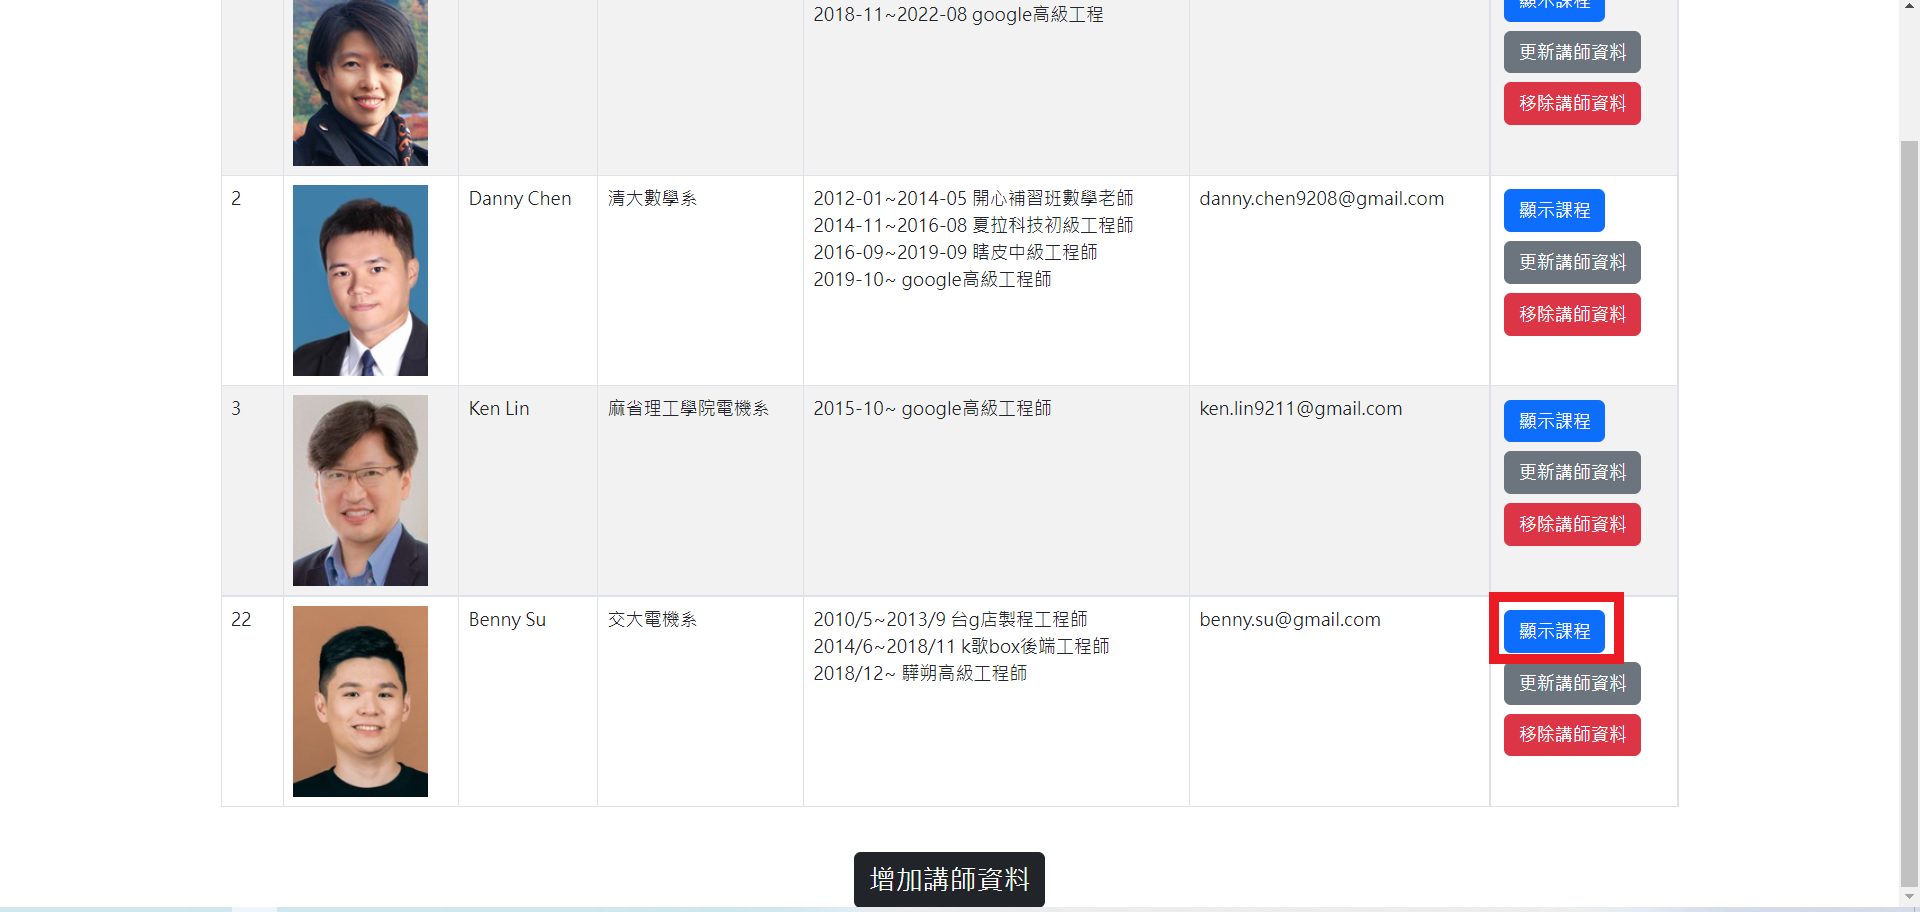 2018-11~2022-08 google高級工程
顯示課程
更新講師資料
移除講師資料
2
Danny Chen
清大數學系
2012-01~2014-05 開心補習班數學老師
2014-11~2016-08 夏拉科技初級工程師
2016-09~2019-09 瞎皮中級工程師
2019-10~ google高級工程師
danny.chen9208@gmail.com
顯示課程
更新講師資料
移除講師資料
3
Ken Lin
麻省理工學院電機系
2015-10~ google高級工程師
ken.lin9211@gmail.com
顯示課程
更新講師資料
移除講師資料
22
Benny Su
交大電機系
2010/5~2013/9 台g店製程工程師
2014/6~2018/11 k歌box後端工程師
2018/12~ 驊朔高級工程師
benny.su@gmail.com
顯示課程
更新講師資料
移除講師資料
增加講師資料